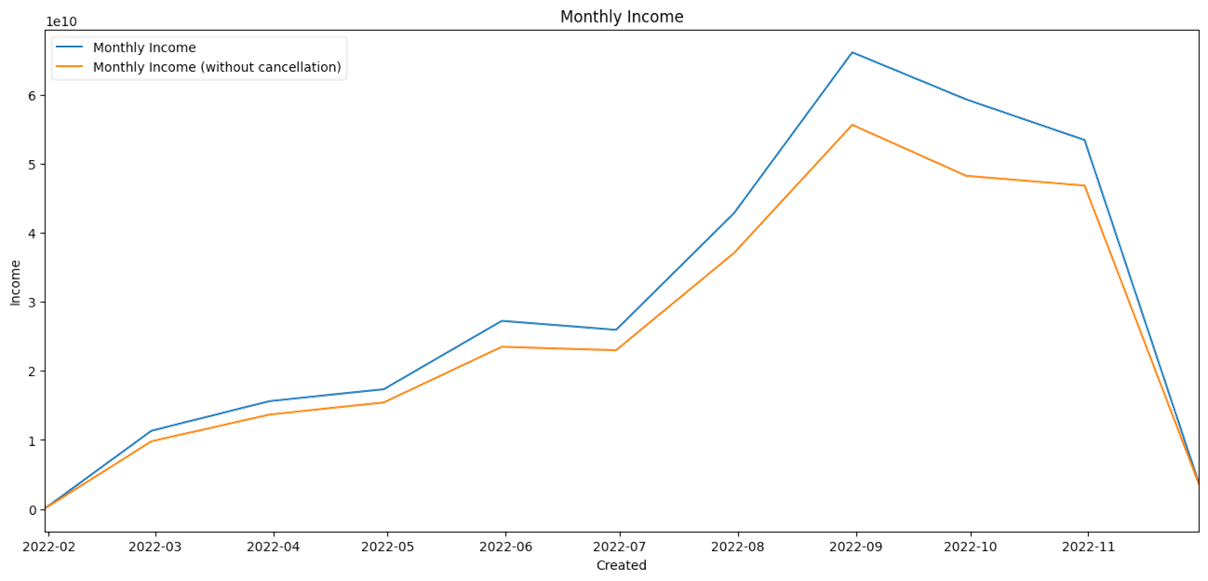 Monthly Income
1e10
Monthly Income
Monthly Income (without cancellation)
6
5
4
3
2
1
0
Income
2022-02 2022-03 2022-04 2022-05 2022-06 2022-07 2022-08 2022-09 2022-10 2022-11
Created